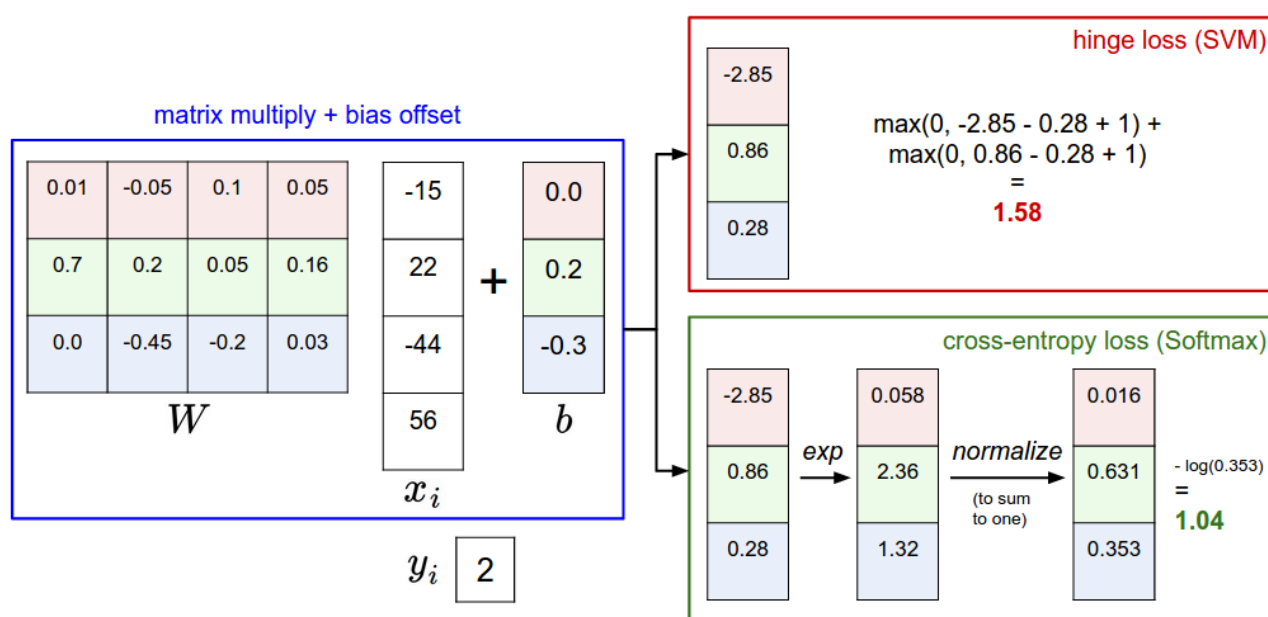 matrix multiply + bias offset
0.01 -0.05 0.1 0.05
0.7 0.2 0.05 0.16
0.0 -0.45 -0.2 0.03
W
-15
22
-44
56
x_i
+
0.0
0.2
-0.3
b
y_i 2
hinge loss (SVM)
-2.85
0.86
0.28
max(0, -2.85 - 0.28 + 1) +
max(0, 0.86 - 0.28 + 1)
=
1.58
cross-entropy loss (Softmax)
-2.85
0.86
0.28
exp
0.058
2.36
1.32
normalize
(to sum
to one)
0.016
0.631
0.353
- log(0.353)
=
1.04